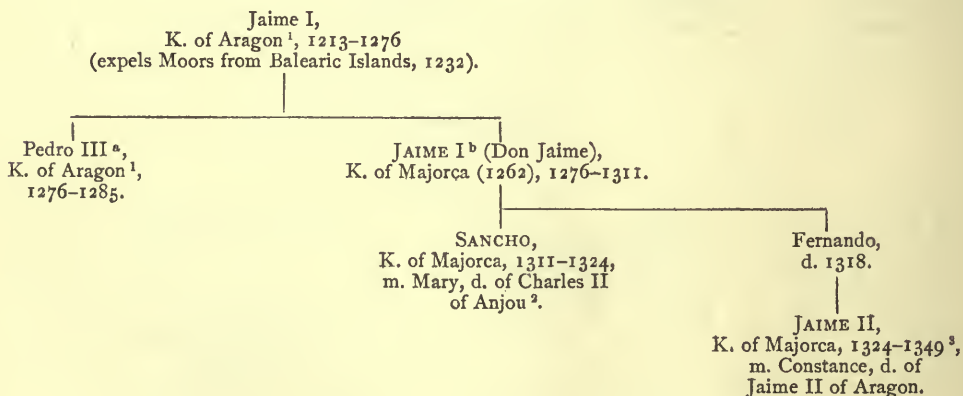 Jaime I,
K. of Aragon ¹, 1213–1276
(expels Moors from Balearic Islands, 1232).
Pedro III ᵃ,
K. of Aragon ¹,
1276–1285.
JAIME I ᵇ (Don Jaime),
K. of Majorça (1262), 1276–1311.
SANCHO,
K. of Majorca, 1311–1324,
m. Mary, d. of Charles II
of Anjou ².
Fernando,
d. 1318.
JAIME II,
K. of Majorca, 1324–1349 ³,
m. Constance, d. of
Jaime II of Aragon.